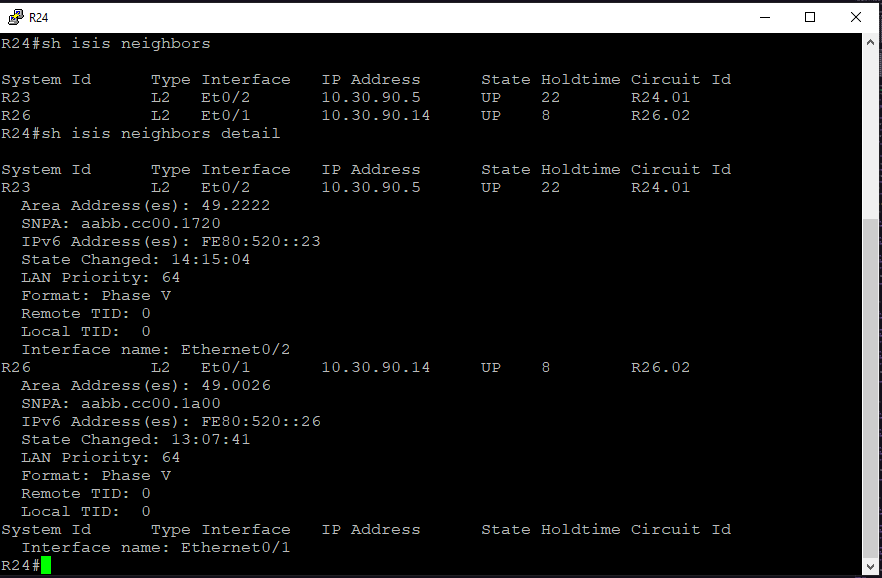 R24
R24#sh isis neighbors
System Id      Type Interface   IP Address      State Holdtime Circuit Id
R23            L2   Et0/2       10.30.90.5      UP    22       R24.01
R26            L2   Et0/1       10.30.90.14     UP    8        R26.02
R24#sh isis neighbors detail
System Id      Type Interface   IP Address      State Holdtime Circuit Id
R23            L2   Et0/2       10.30.90.5      UP    22       R24.01
  Area Address(es): 49.2222
  SNPA: aabb.cc00.1720
  IPv6 Address(es): FE80:520::23
  State Changed: 14:15:04
  LAN Priority: 64
  Format: Phase V
  Remote TID: 0
  Local TID:  0
  Interface name: Ethernet0/2
R26            L2   Et0/1       10.30.90.14     UP    8        R26.02
  Area Address(es): 49.0026
  SNPA: aabb.cc00.1a00
  IPv6 Address(es): FE80:520::26
  State Changed: 13:07:41
  LAN Priority: 64
  Format: Phase V
  Remote TID: 0
  Local TID:  0
System Id      Type Interface   IP Address      State Holdtime Circuit Id
  Interface name: Ethernet0/1
R24#